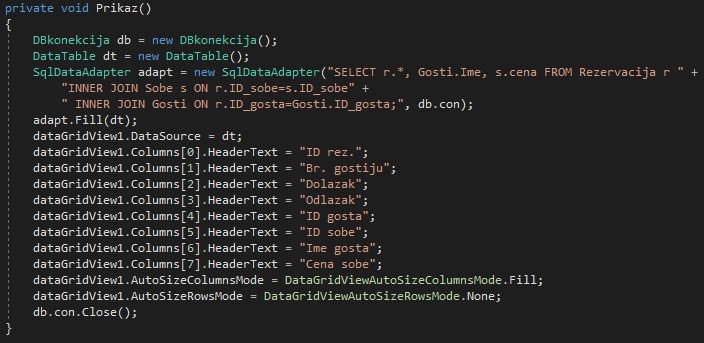 private void Prikaz()
{
DBkonekcija db = new DBkonekcija();
DataTable dt = new DataTable();
SqlDataAdapter adapt = new SqlDataAdapter("SELECT r.*, Gosti.Ime, s.cena FROM Rezervacija r " +
"INNER JOIN Sobe s ON r.ID_sobe=s.ID_sobe" +
" INNER JOIN Gosti ON r.ID_gosta=Gosti.ID_gosta;", db.con);
adapt.Fill(dt);
dataGridView1.DataSource = dt;
dataGridView1.Columns[0].HeaderText = "ID rez.";
dataGridView1.Columns[1].HeaderText = "Br. gostiju";
dataGridView1.Columns[2].HeaderText = "Dolazak";
dataGridView1.Columns[3].HeaderText = "Odlazak";
dataGridView1.Columns[4].HeaderText = "ID gosta";
dataGridView1.Columns[5].HeaderText = "ID sobe";
dataGridView1.Columns[6].HeaderText = "Ime gosta";
dataGridView1.Columns[7].HeaderText = "Cena sobe";
dataGridView1.AutoSizeColumnsMode = DataGridViewAutoSizeColumnsMode.Fill;
dataGridView1.AutoSizeRowsMode = DataGridViewAutoSizeRowsMode.None;
db.con.Close();
}